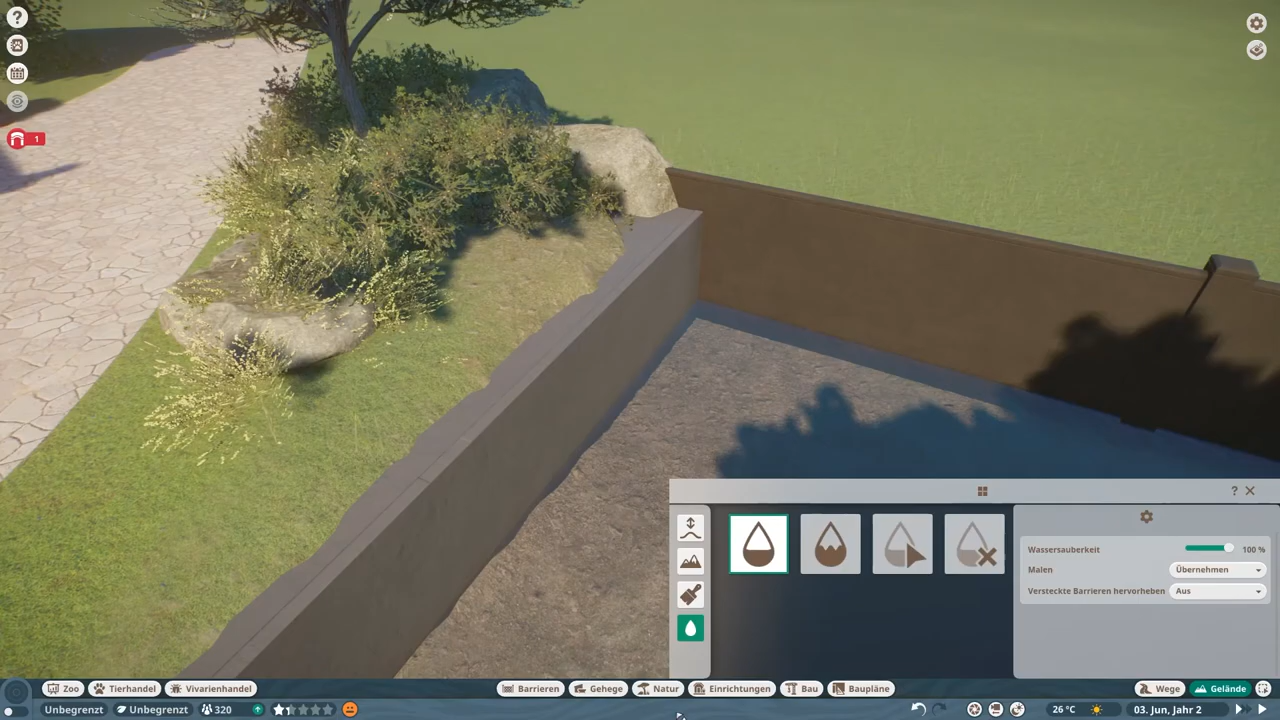 ?
1
?
Wassersauberkeit 100 %
Malen Übernehmen
Versteckte Barrieren hervorheben Aus
Zoo Tierhandel Vivarienhandel Barrieren Gehege Natur Einrichtungen Bau Baupläne Wege Gelände
Unbegrenzt Unbegrenzt 320 26 °C 03. Jun, Jahr 2